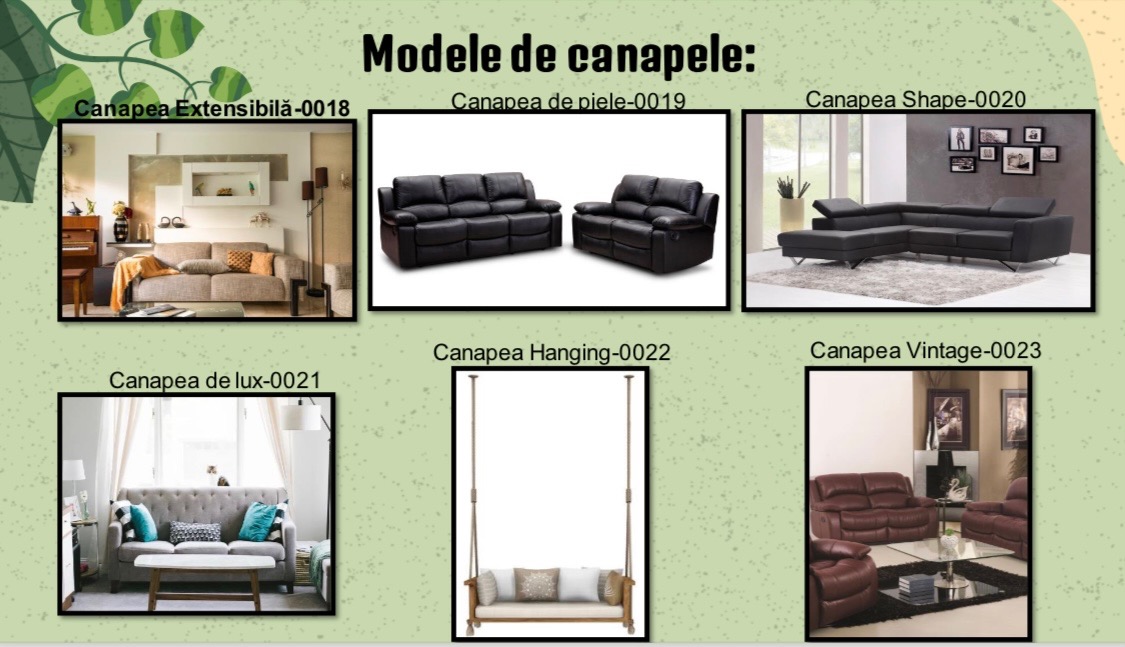 Modele de canapele:
Canapea Extensibilă-0018
Canapea de piele-0019
Canapea Shape-0020
Canapea de lux-0021
Canapea Hanging-0022
Canapea Vintage-0023